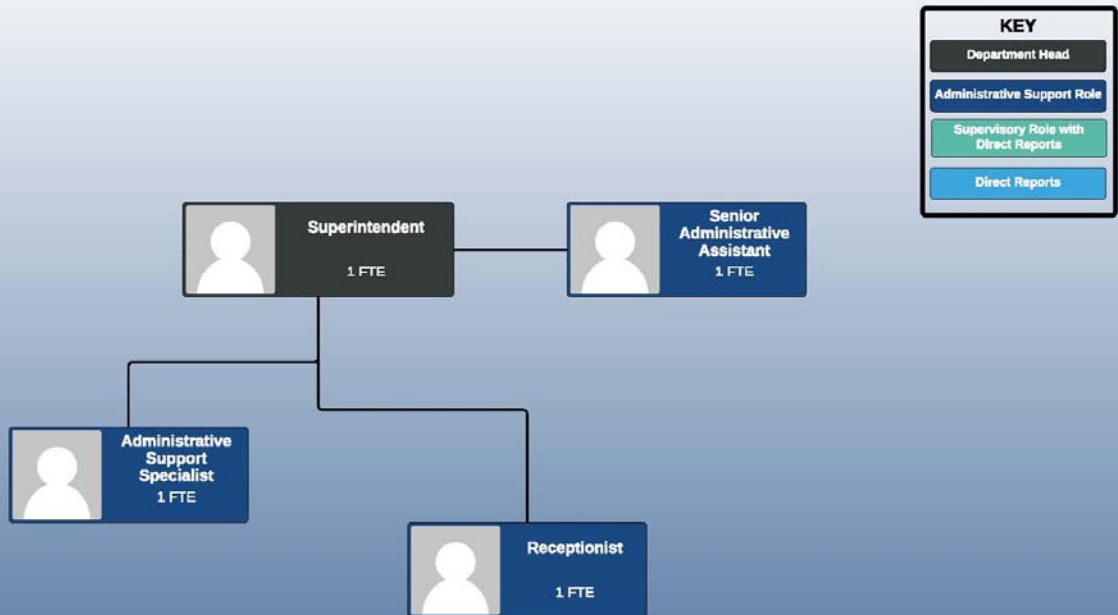 KEY
Department Head
Administrative Support Role
Supervisory Role with
Direct Reports
Direct Reports
Superintendent
1 FTE
Senior
Administrative
Assistant
1 FTE
Administrative
Support
Specialist
1 FTE
Receptionist
1 FTE